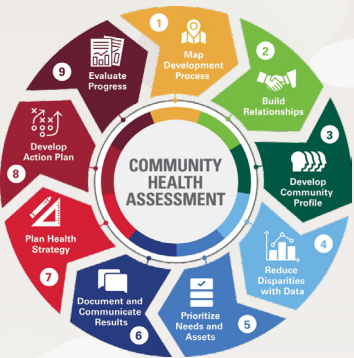 COMMUNITY
HEALTH
ASSESSMENT
1
Map
Development
Process
2
Build
Relationships
3
Develop
Community
Profile
4
Reduce
Disparities
with Data
5
Prioritize
Needs and
Assets
6
Document and
Communicate
Results
7
Plan Health
Strategy
8
Develop
Action Plan
9
Evaluate
Progress